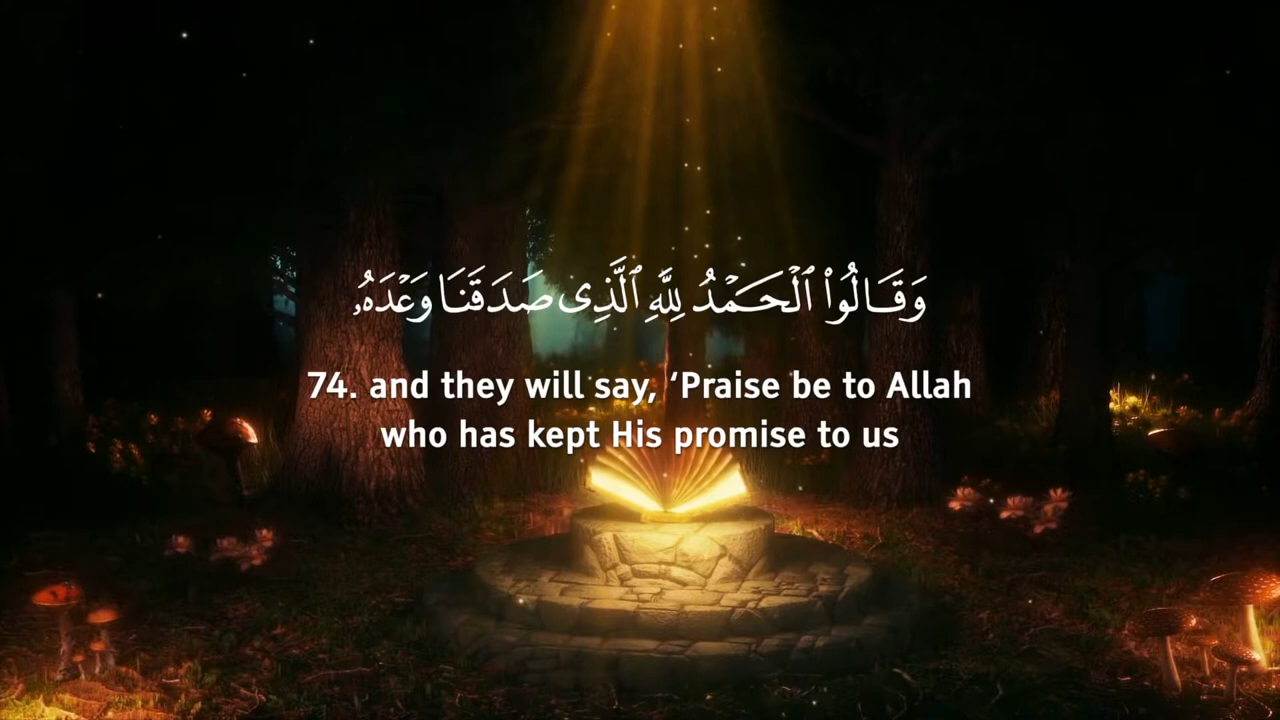 وَقَالُوا۟ ٱلْحَمْدُ لِلَّهِ ٱلَّذِى صَدَقَنَا وَعْدَهُۥ
74. and they will say, ‘Praise be to Allah
who has kept His promise to us